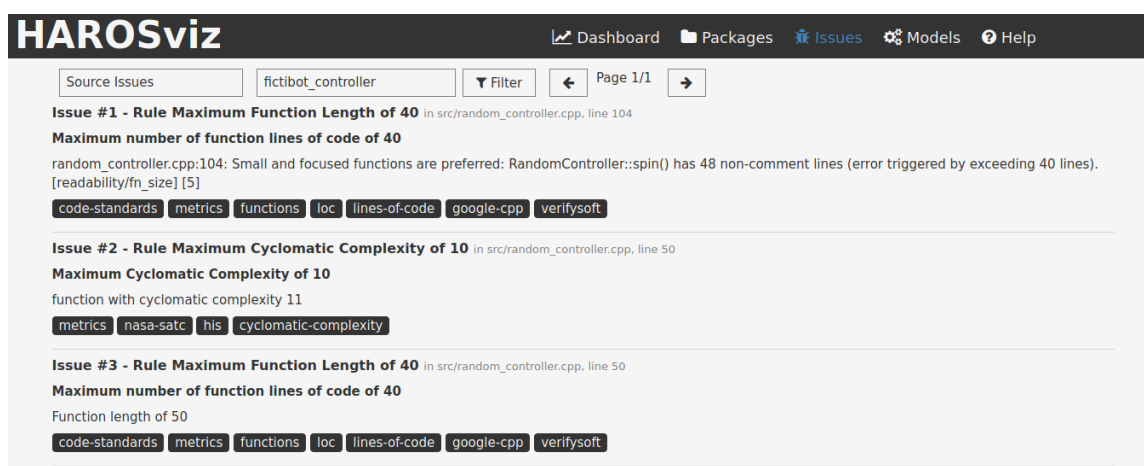 HAROSviz Dashboard Packages Issues Models Help
Source Issues fictibot_controller Filter Page 1/1
Issue #1 - Rule Maximum Function Length of 40 in src/random_controller.cpp, line 104
Maximum number of function lines of code of 40
random_controller.cpp:104: Small and focused functions are preferred: RandomController::spin() has 48 non-comment lines (error triggered by exceeding 40 lines).
[readability/fn_size] [5]
code-standards metrics functions loc lines-of-code google-cpp verifysoft
Issue #2 - Rule Maximum Cyclomatic Complexity of 10 in src/random_controller.cpp, line 50
Maximum Cyclomatic Complexity of 10
function with cyclomatic complexity 11
metrics nasa-satc his cyclomatic-complexity
Issue #3 - Rule Maximum Function Length of 40 in src/random_controller.cpp, line 50
Maximum number of function lines of code of 40
Function length of 50
code-standards metrics functions loc lines-of-code google-cpp verifysoft